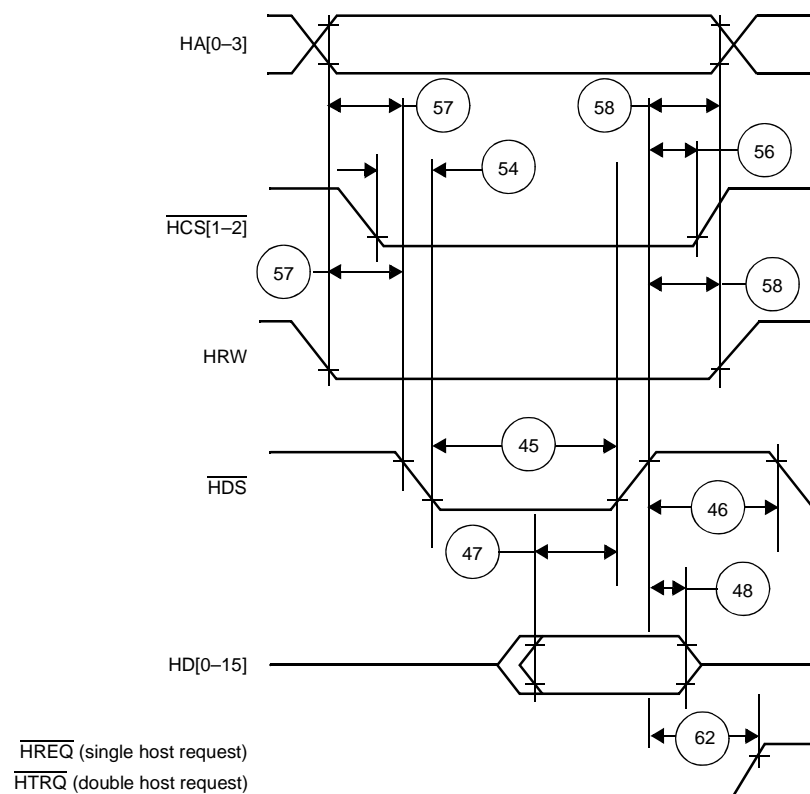 HA[0–3]
57
58
56
54
HCS[1–2]
57
58
HRW
45
HDS
46
47
48
HD[0–15]
62
HREQ (single host request)
HTRQ (double host request)